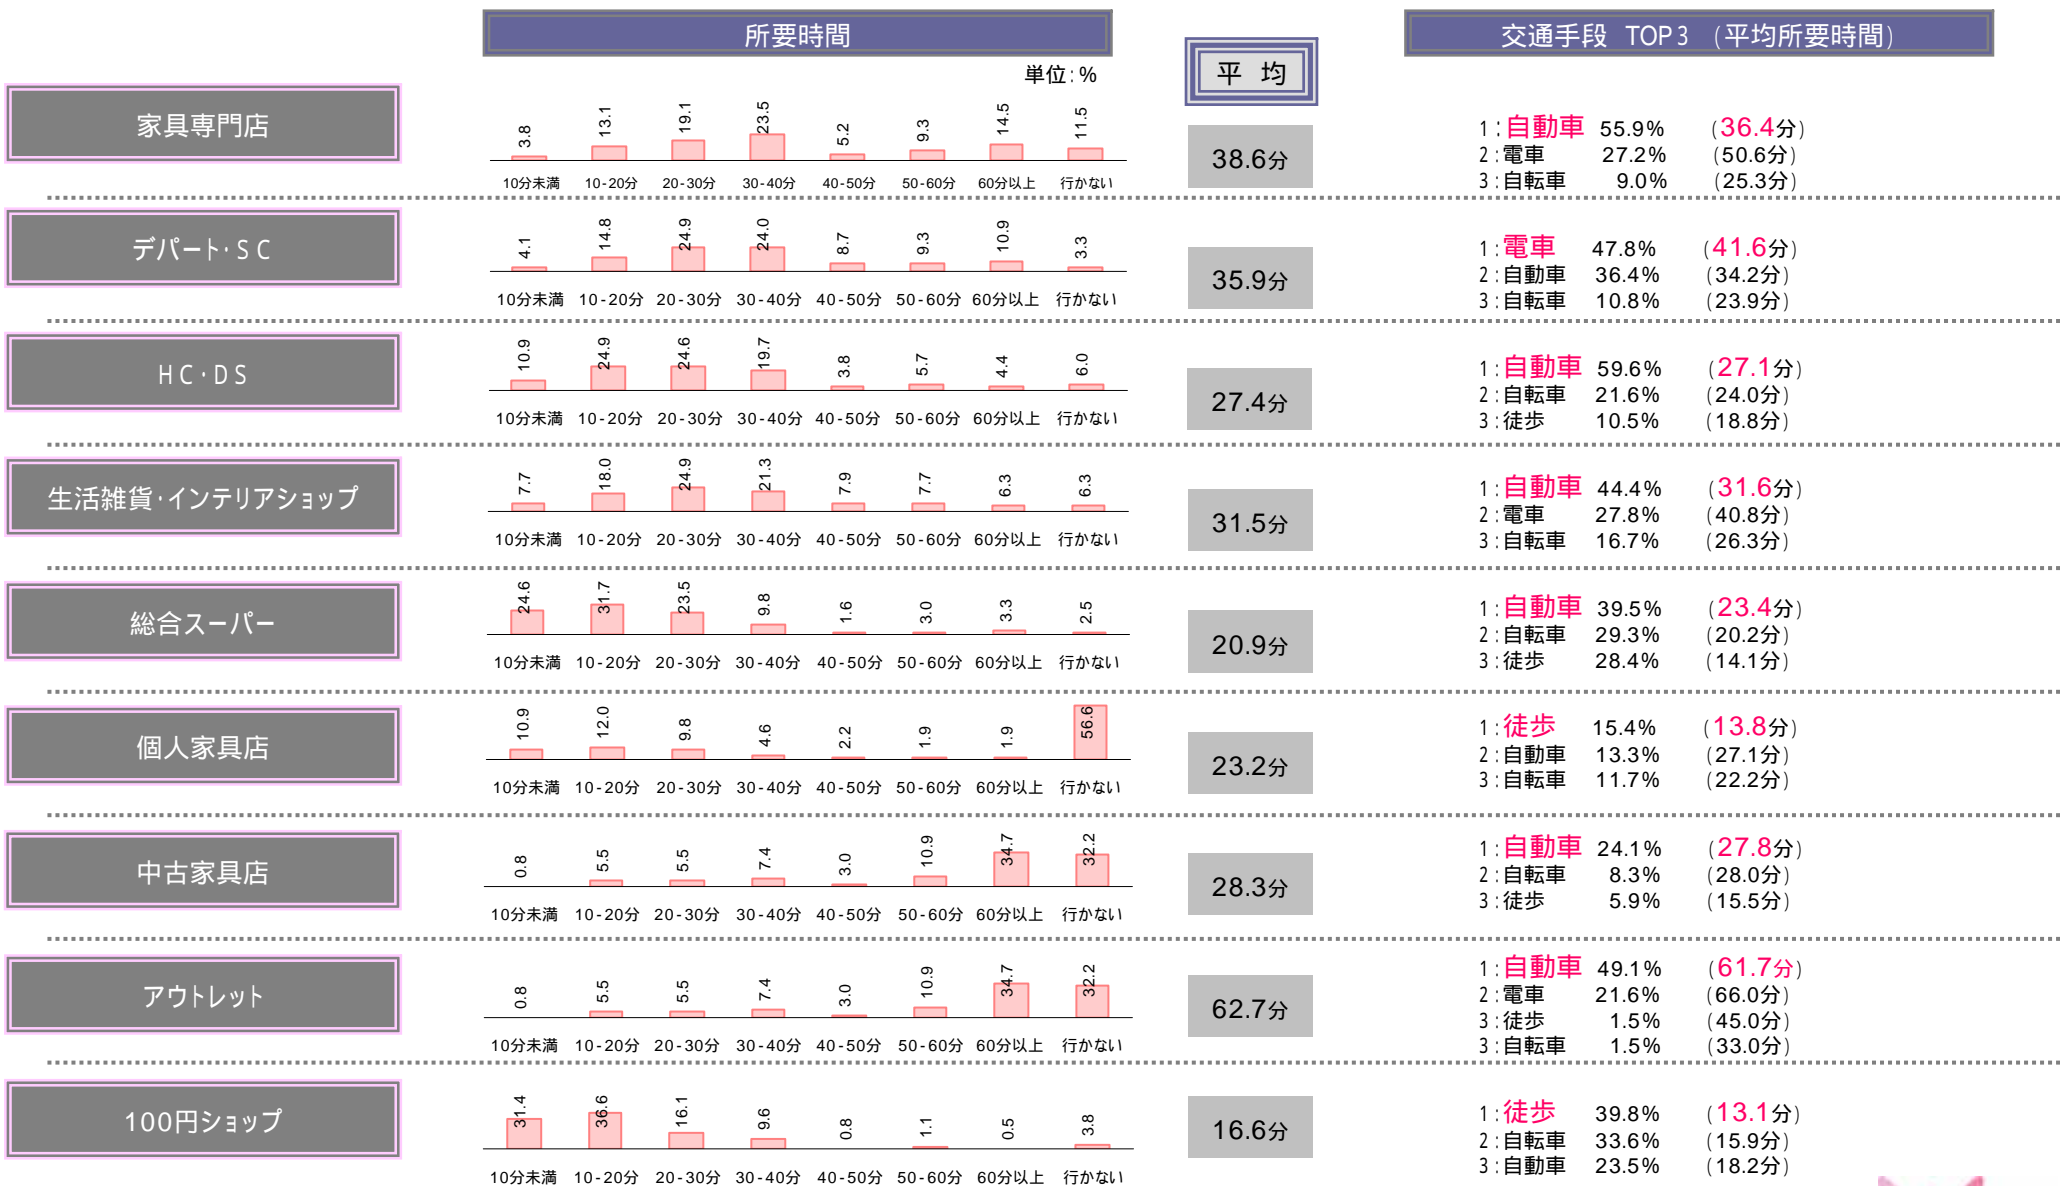 所要時間
交通手段 TOP3 (平均所要時間)
平 均
単位:%
家具専門店
3.8 13.1 19.1 23.5 5.2 9.3 14.5 11.5
10分未満 10-20分 20-30分 30-40分 40-50分 50-60分 60分以上 行かない
38.6分
1:自動車 55.9% (36.4分)
2:電車 27.2% (50.6分)
3:自転車 9.0% (25.3分)
デパート・SC
4.1 14.8 24.9 24.0 8.7 9.3 10.9 3.3
10分未満 10-20分 20-30分 30-40分 40-50分 50-60分 60分以上 行かない
35.9分
1:電車 47.8% (41.6分)
2:自動車 36.4% (34.2分)
3:自転車 10.8% (23.9分)
HC・DS
10.9 24.9 24.6 19.7 3.8 5.7 4.4 6.0
10分未満 10-20分 20-30分 30-40分 40-50分 50-60分 60分以上 行かない
27.4分
1:自動車 59.6% (27.1分)
2:自転車 21.6% (24.0分)
3:徒歩 10.5% (18.8分)
生活雑貨・インテリアショップ
7.7 18.0 24.9 21.3 7.9 7.7 6.3 6.3
10分未満 10-20分 20-30分 30-40分 40-50分 50-60分 60分以上 行かない
31.5分
1:自動車 44.4% (31.6分)
2:電車 27.8% (40.8分)
3:自転車 16.7% (26.3分)
総合スーパー
24.6 31.7 23.5 9.8 1.6 3.0 3.3 2.5
10分未満 10-20分 20-30分 30-40分 40-50分 50-60分 60分以上 行かない
20.9分
1:自動車 39.5% (23.4分)
2:自転車 29.3% (20.2分)
3:徒歩 28.4% (14.1分)
個人家具店
10.9 12.0 9.8 4.6 2.2 1.9 1.9 56.6
10分未満 10-20分 20-30分 30-40分 40-50分 50-60分 60分以上 行かない
23.2分
1:徒歩 15.4% (13.8分)
2:自動車 13.3% (27.1分)
3:自転車 11.7% (22.2分)
中古家具店
0.8 5.5 5.5 7.4 3.0 10.9 34.7 32.2
10分未満 10-20分 20-30分 30-40分 40-50分 50-60分 60分以上 行かない
28.3分
1:自動車 24.1% (27.8分)
2:自転車 8.3% (28.0分)
3:徒歩 5.9% (15.5分)
アウトレット
0.8 5.5 5.5 7.4 3.0 10.9 34.7 32.2
10分未満 10-20分 20-30分 30-40分 40-50分 50-60分 60分以上 行かない
62.7分
1:自動車 49.1% (61.7分)
2:電車 21.6% (66.0分)
3:徒歩 1.5% (45.0分)
3:自転車 1.5% (33.0分)
100円ショップ
31.4 36.6 16.1 9.6 0.8 1.1 0.5 3.8
10分未満 10-20分 20-30分 30-40分 40-50分 50-60分 60分以上 行かない
16.6分
1:徒歩 39.8% (13.1分)
2:自転車 33.6% (15.9分)
3:自動車 23.5% (18.2分)